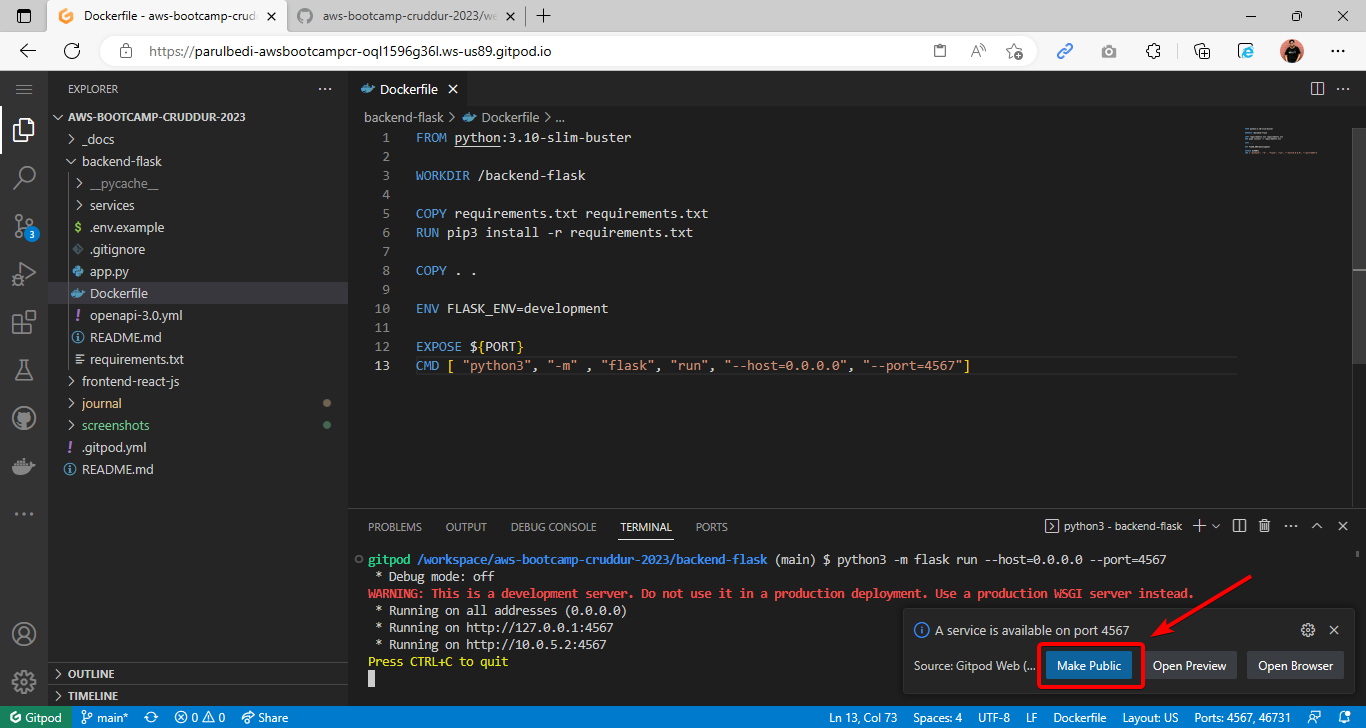 Dockerfile - aws-bootcamp-crudd
aws-bootcamp-cruddur-2023/we
https://parulbedi-awsbootcampcr-oql1596g36l.ws-us89.gitpod.io
EXPLORER
Dockerfile
AWS-BOOTCAMP-CRUDDUR-2023
_docs
backend-flask
__pycache__
services
.env.example
.gitignore
app.py
Dockerfile
openapi-3.0.yml
README.md
requirements.txt
frontend-react-js
journal
screenshots
.gitpod.yml
README.md
OUTLINE
TIMELINE
3
backend-flask > Dockerfile > ...
1 FROM python:3.10-slim-buster
2
3 WORKDIR /backend-flask
4
5 COPY requirements.txt requirements.txt
6 RUN pip3 install -r requirements.txt
7
8 COPY . .
9
10 ENV FLASK_ENV=development
11
12 EXPOSE ${PORT}
13 CMD [ "python3", "-m" , "flask", "run", "--host=0.0.0.0", "--port=4567"]
PROBLEMS OUTPUT DEBUG CONSOLE TERMINAL PORTS
python3 - backend-flask
gitpod /workspace/aws-bootcamp-cruddur-2023/backend-flask (main) $ python3 -m flask run --host=0.0.0.0 --port=4567
* Debug mode: off
WARNING: This is a development server. Do not use it in a production deployment. Use a production WSGI server instead.
* Running on all addresses (0.0.0.0)
* Running on http://127.0.0.1:4567
* Running on http://10.0.5.2:4567
Press CTRL+C to quit
A service is available on port 4567
Source: Gitpod Web (...
Make Public
Open Preview
Open Browser
Gitpod main* 0 0 Share
Ln 13, Col 73 Spaces: 4 UTF-8 LF Dockerfile Layout: US Ports: 4567, 46731